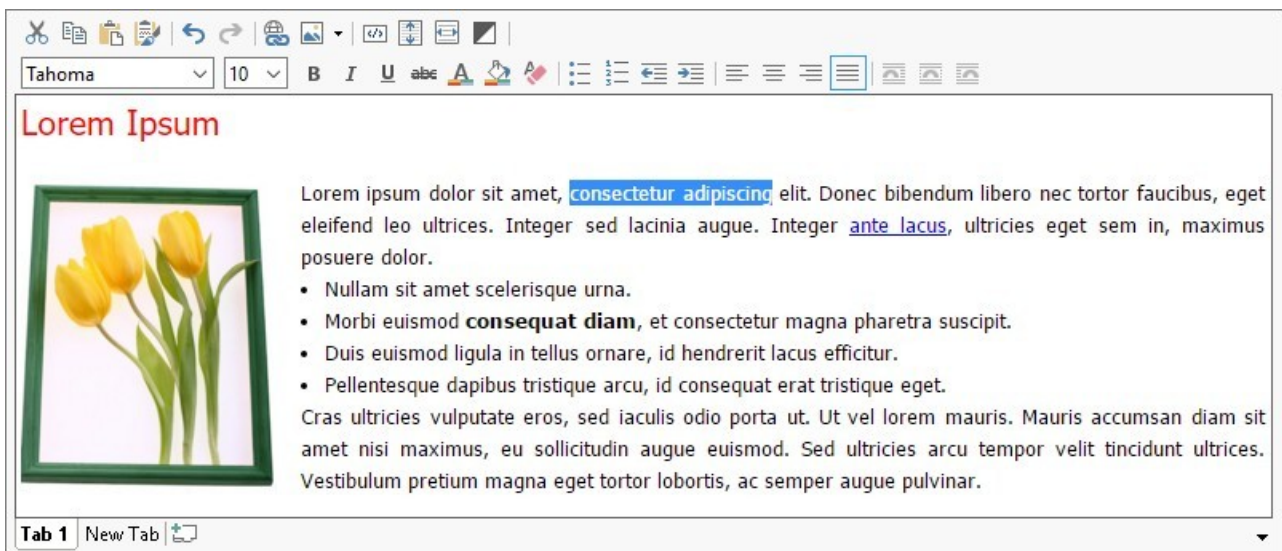 Tahoma 10 B I U abc A A
Lorem Ipsum
Lorem ipsum dolor sit amet, consectetur adipiscing elit. Donec bibendum libero nec tortor faucibus, eget
eleifend leo ultrices. Integer sed lacinia augue. Integer ante lacus, ultricies eget sem in, maximus
posuere dolor.
• Nullam sit amet scelerisque urna.
• Morbi euismod consequat diam, et consectetur magna pharetra suscipit.
• Duis euismod ligula in tellus ornare, id hendrerit lacus efficitur.
• Pellentesque dapibus tristique arcu, id consequat erat tristique eget.
Cras ultricies vulputate eros, sed iaculis odio porta ut. Ut vel lorem mauris. Mauris accumsan diam sit
amet nisi maximus, eu sollicitudin augue euismod. Sed ultricies arcu tempor velit tincidunt ultrices.
Vestibulum pretium magna eget tortor lobortis, ac semper augue pulvinar.
Tab 1 New Tab